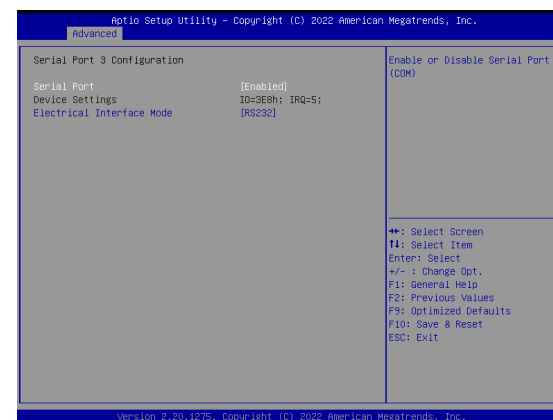 Aptio Setup Utility – Copyright (C) 2022 American Megatrends, Inc.
Advanced
Serial Port 3 Configuration
Serial Port [Enabled]
Device Settings IO=3E8h; IRQ=5;
Electrical Interface Mode [RS232]
Enable or Disable Serial Port
(COM)
→←: Select Screen
↑↓: Select Item
Enter: Select
+/- : Change Opt.
F1: General Help
F2: Previous Values
F9: Optimized Defaults
F10: Save & Reset
ESC: Exit
Version 2.20.1275. Copyright (C) 2022 American Megatrends, Inc.